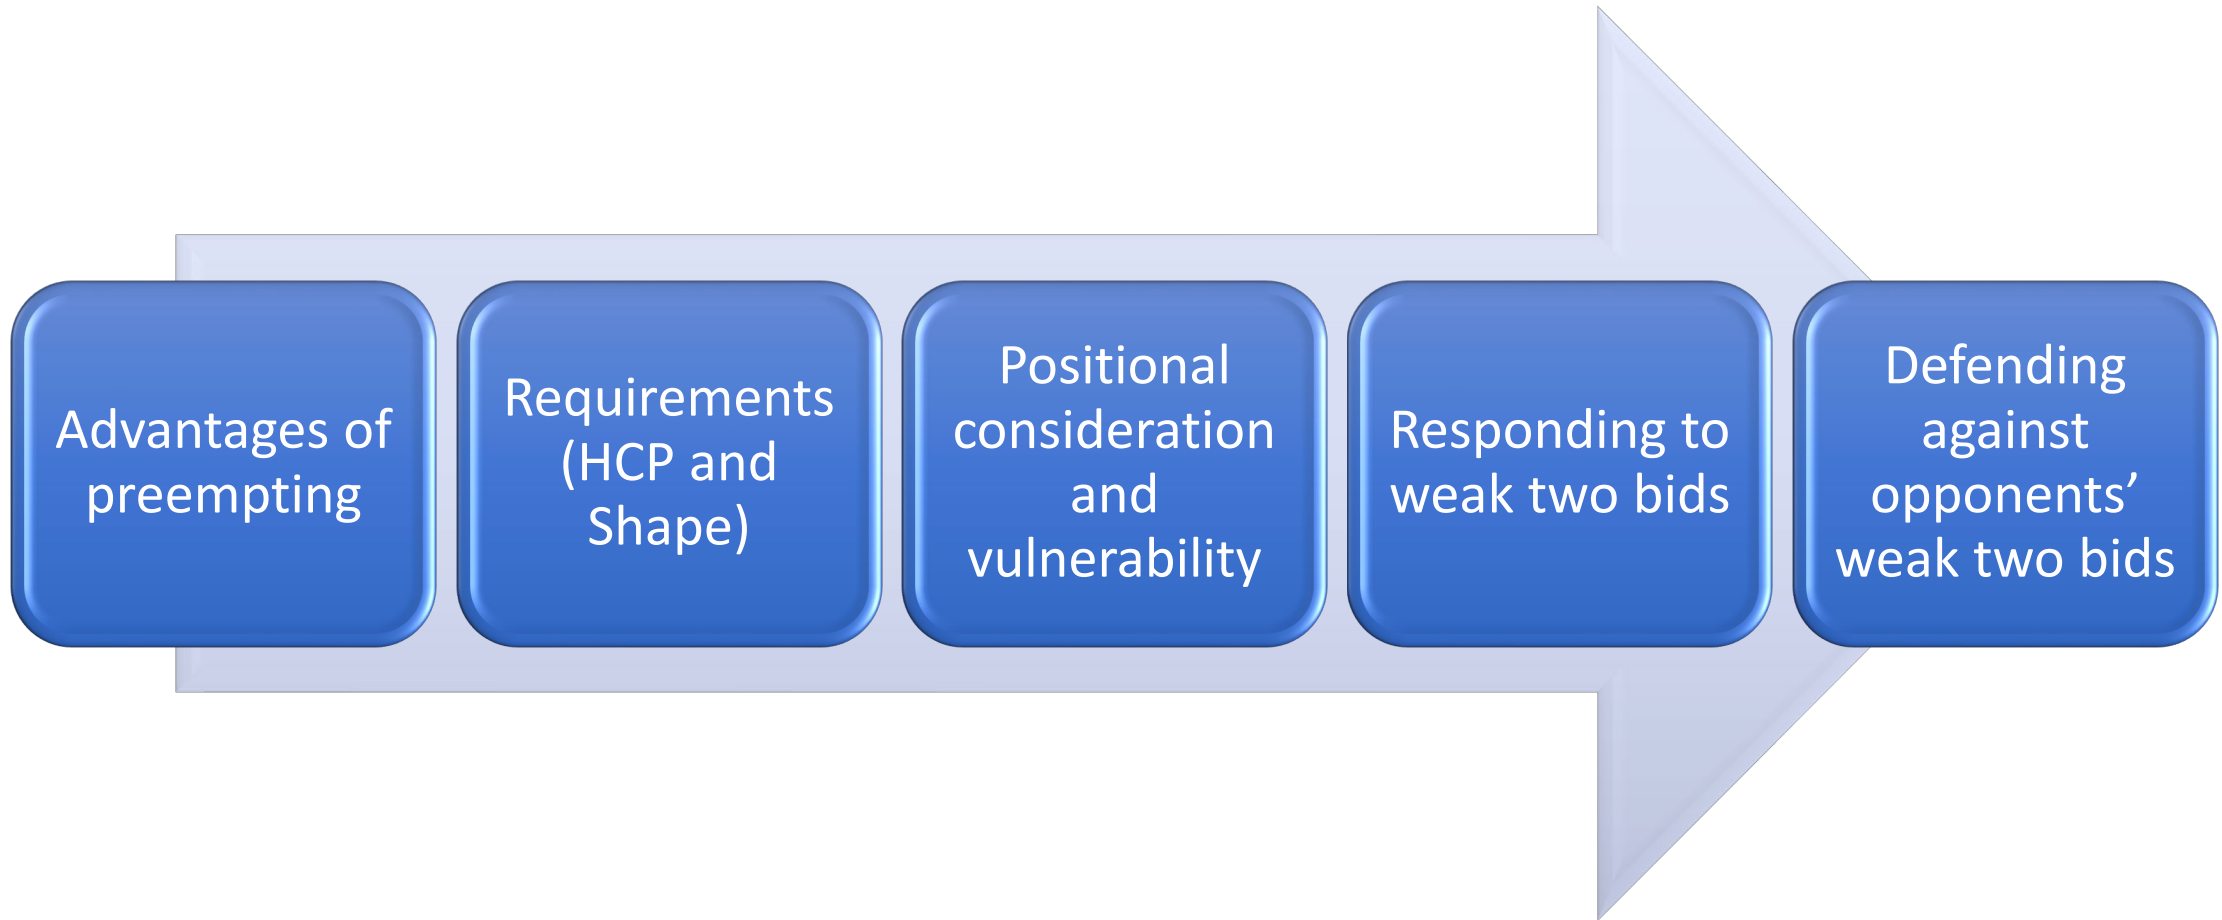 Advantages of
preempting
Requirements
(HCP and
Shape)
Positional
consideration
and
vulnerability
Responding to
weak two bids
Defending
against
opponents’
weak two bids